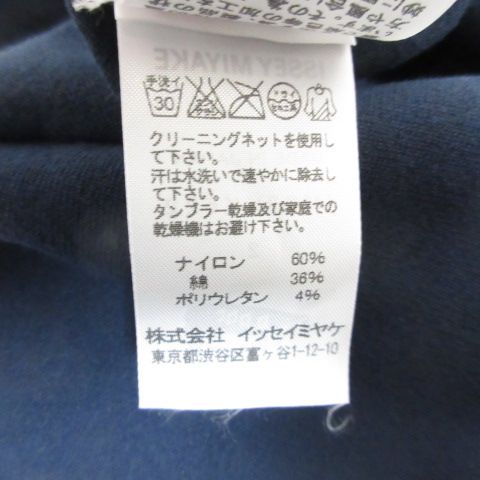 ISSEY MIYAKE
手洗イ
30
ドライ
クリーニングネットを使用し
て下さい。
汗は水洗いで速やかに除去し
て下さい。
タンブラー乾燥及び家庭での
乾燥機はお避け下さい。
ナイロン 60%
綿 36%
ポリウレタン 4%
株式会社 イッセイミヤケ
東京都渋谷区富ヶ谷1-12-10